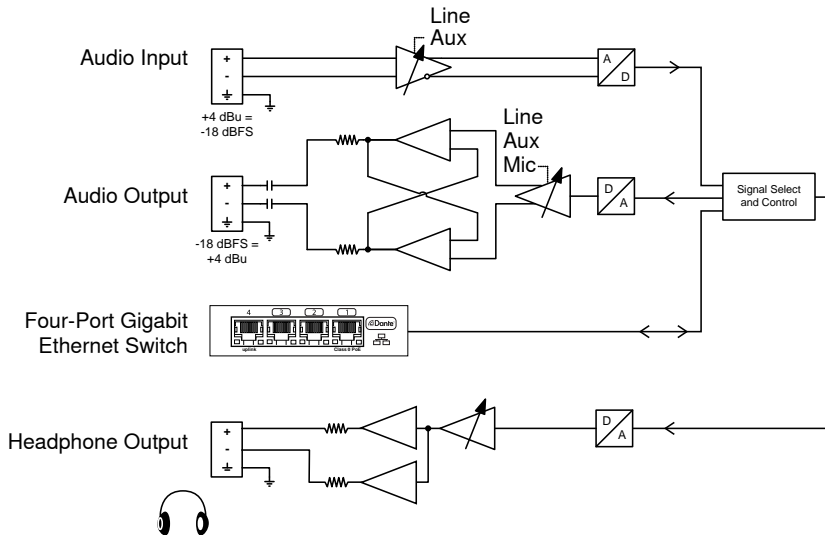 Line
Aux
Audio Input
+
-
+4 dBu =
-18 dBFS
A
D
Line
Aux
Mic
Audio Output
+
-
-18 dBFS =
+4 dBu
D
A
Signal Select
and Control
Four-Port Gigabit
Ethernet Switch
4 3 2 1
Dante
uplink Class 0 PoE
Headphone Output
+
-
D
A